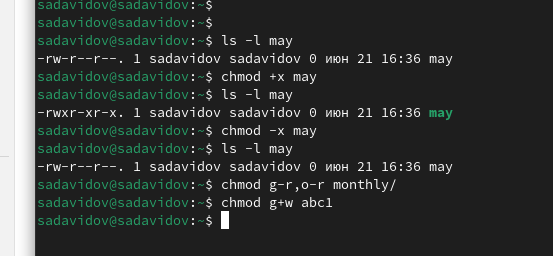 sadavidov@sadavidov:~$
sadavidov@sadavidov:~$
sadavidov@sadavidov:~$ ls -l may
-rw-r--r--. 1 sadavidov sadavidov 0 июн 21 16:36 may
sadavidov@sadavidov:~$ chmod +x may
sadavidov@sadavidov:~$ ls -l may
-rwxr-xr-x. 1 sadavidov sadavidov 0 июн 21 16:36 may
sadavidov@sadavidov:~$ chmod -x may
sadavidov@sadavidov:~$ ls -l may
-rw-r--r--. 1 sadavidov sadavidov 0 июн 21 16:36 may
sadavidov@sadavidov:~$ chmod g-r,o-r monthly/
sadavidov@sadavidov:~$ chmod g+w abc1
sadavidov@sadavidov:~$